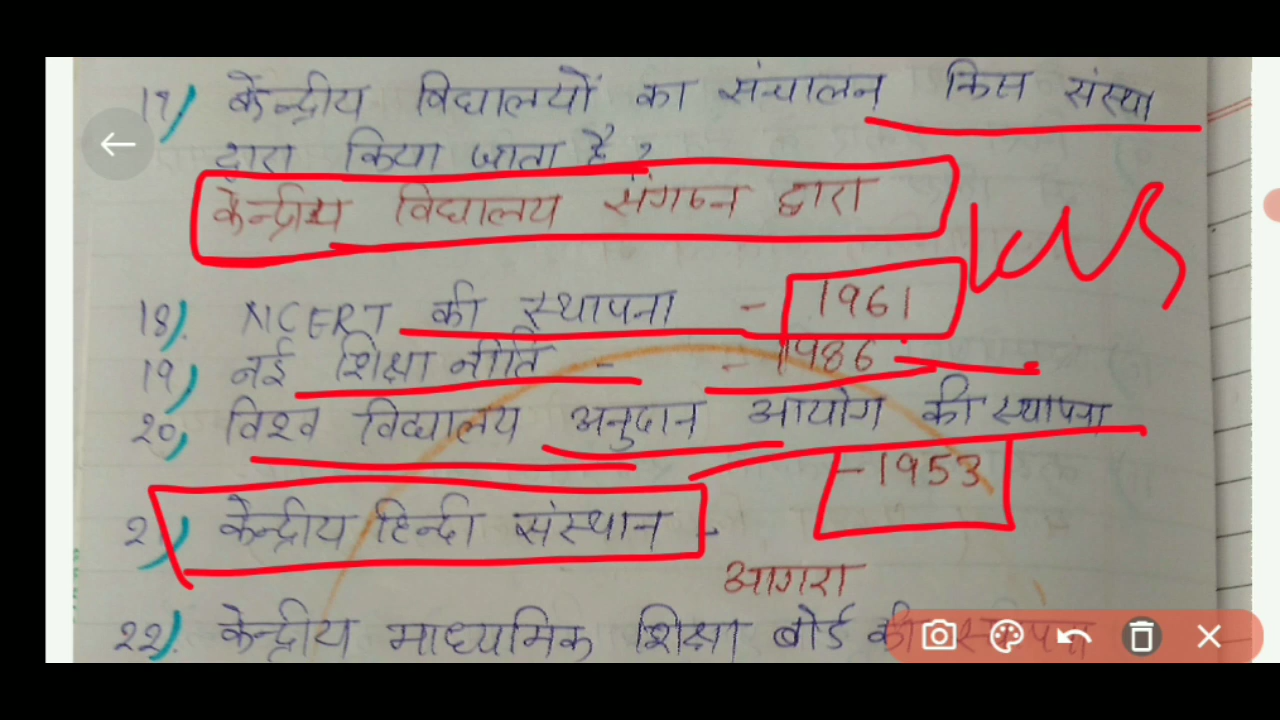 17) केन्द्रीय विद्यालयों का संचालन किस संस्था
द्वारा किया जाता है ?
केन्द्रीय विद्यालय संगठन द्वारा
KVS
18). NCERT की स्थापना - 1961
19) नई शिक्षा नीति - - 1986
20) विश्व विद्यालय अनुदान आयोग की स्थापना
- 1953
21) केन्द्रीय हिन्दी संस्थान -
आगरा
22). केन्द्रीय माध्यमिक शिक्षा बोर्ड की